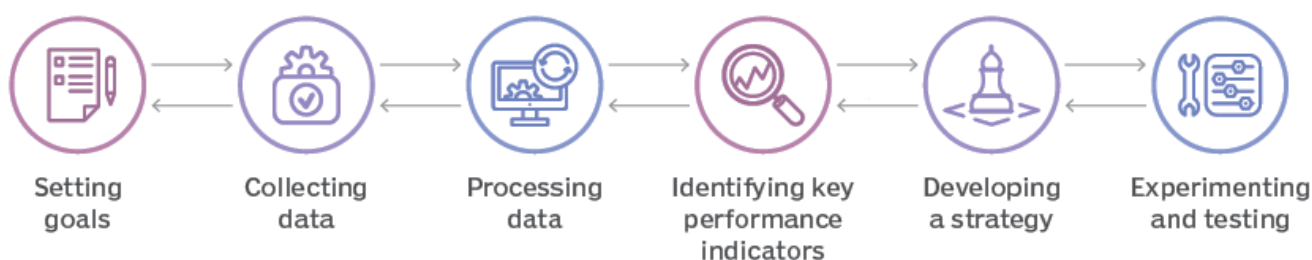 Setting
goals
Collecting
data
Processing
data
Identifying key
performance
indicators
Developing
a strategy
Experimenting
and testing